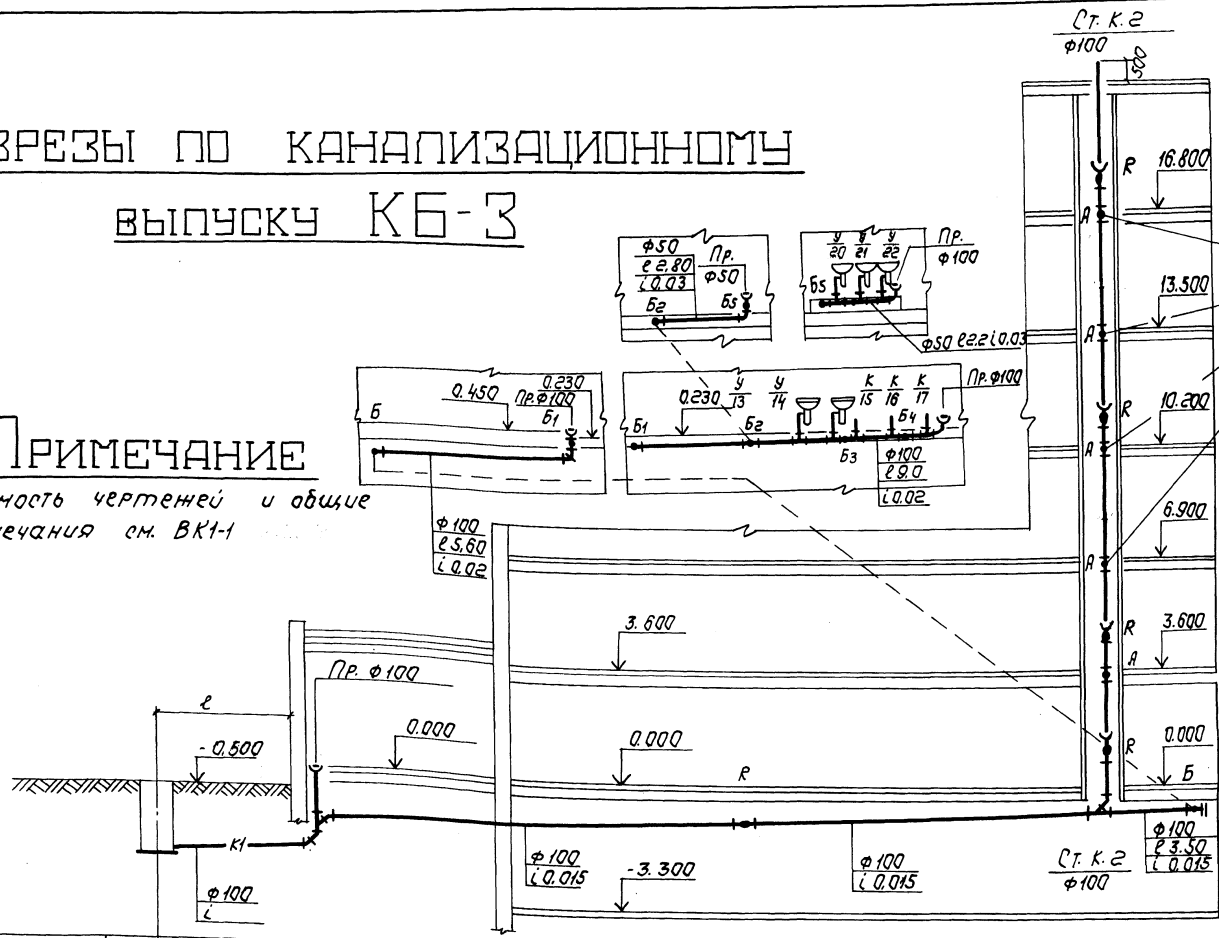 Ст. К. 2
ф100
500
ЗРЕЗЫ ПО КАНАЛИЗАЦИОННОМУ
ВЫПУСКУ КБ-3
R
16.800
А
ф50
ℓ 2.80
i 0.03
Пр.
ф50
Б2
Б5
У
20
У
21
У
22
Пр.
ф100
Б5
ф50 ℓ2.2 i 0.03
13.500
А
0.450
0.230
Пр. ф100
Б
Б1
0.230
У
13
У
14
К
15
К
16
К
17
Пр. ф100
Б1
Б2
Б3
Б4
ф100
ℓ 9.0
i 0.02
R
10.200
А
ПРИМЕЧАНИЕ
мость чертежей и общие
ечания см. ВК1-1
ф100
ℓ 5.60
i 0.02
6.900
А
3.600
R
3.600
А
Пр. ф100
ℓ
- 0.500
0.000
0.000
R
R
0.000
Б
К1
ф100
i
ф100
i 0.015
-3.300
ф100
i 0.015
Ст. К. 2
ф100
ф100
ℓ 3.50
i 0.015